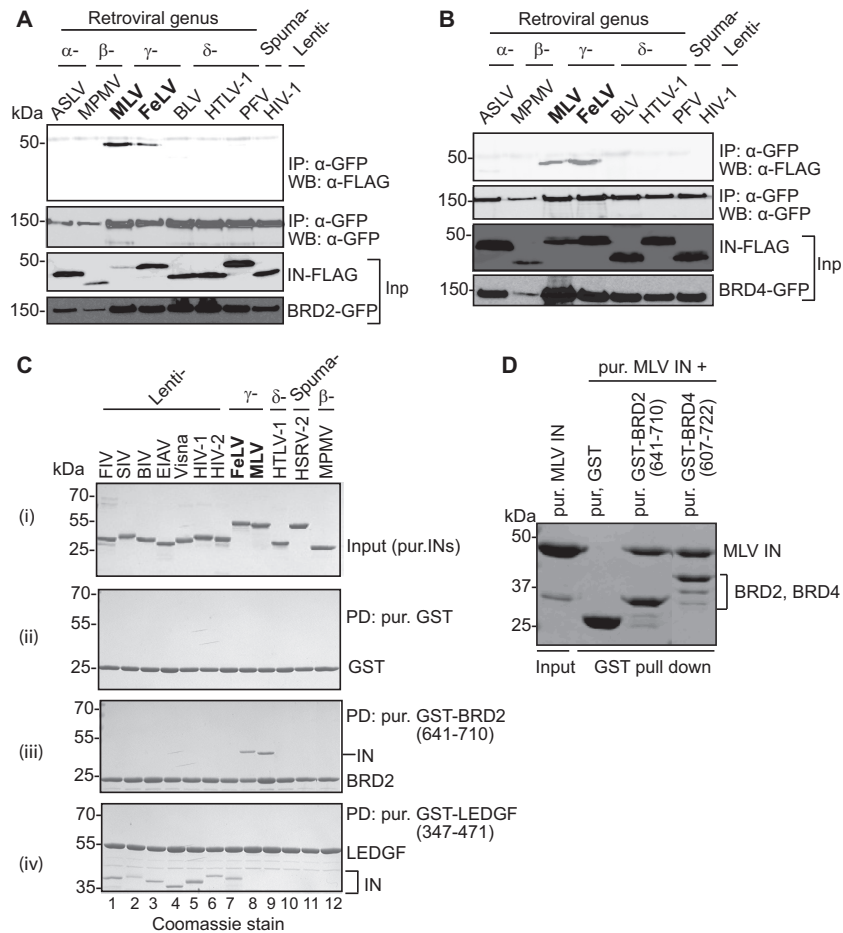 A
Retroviral genus
α- β- γ- δ- Spuma- Lenti-
ASLV MPMV MLV FeLV BLV HTLV-1 PFV HIV-1
kDa
50-
IP: α-GFP
WB: α-FLAG
150-
IP: α-GFP
WB: α-GFP
50-
IN-FLAG
Inp
150-
BRD2-GFP
B
Retroviral genus
α- β- γ- δ- Spuma- Lenti-
ASLV MPMV MLV FeLV BLV HTLV-1 PFV HIV-1
kDa
50-
IP: α-GFP
WB: α-FLAG
150-
IP: α-GFP
WB: α-GFP
50-
IN-FLAG
Inp
150-
BRD4-GFP
C
Lenti- γ- δ- Spuma- β-
FIV SIV BIV EIAV Visna HIV-1 HIV-2 FeLV MLV HTLV-1 HSRV-2 MPMV
kDa
(i)
70-
55-
25-
Input (pur.INs)
(ii)
70-
55-
25-
PD: pur. GST
GST
(iii)
70-
55-
25-
PD: pur. GST-BRD2
(641-710)
IN
BRD2
(iv)
70-
55-
35-
PD: pur. GST-LEDGF
(347-471)
LEDGF
IN
1 2 3 4 5 6 7 8 9 10 11 12
Coomassie stain
D
pur. MLV IN +
pur. MLV IN
pur, GST
pur. GST-BRD2
(641-710)
pur. GST-BRD4
(607-722)
kDa
50-
37-
25-
MLV IN
BRD2, BRD4
Input
GST pull down